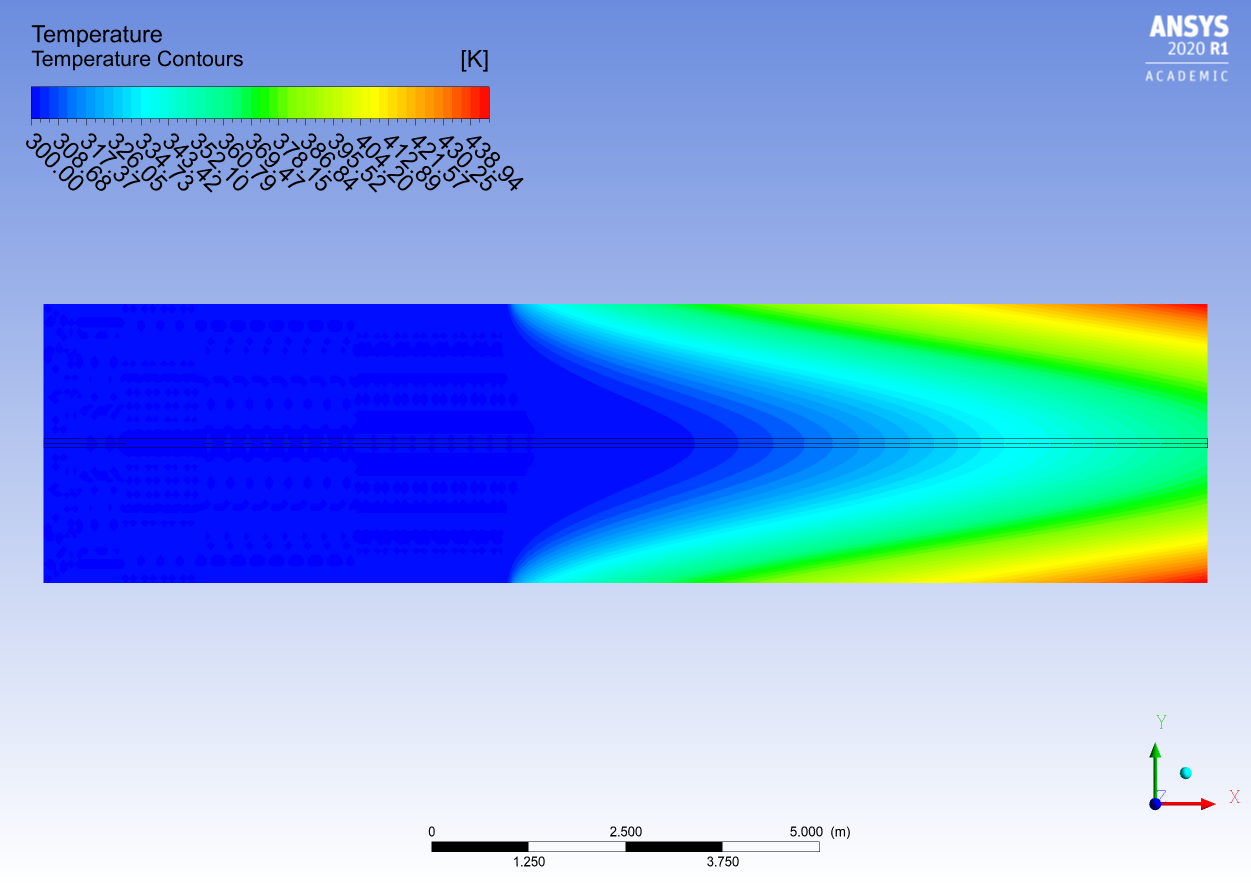 Temperature
Temperature Contours [K]
300.00 308.68 317.37 326.05 334.73 343.42 352.10 360.79 369.47 378.15 386.84 395.52 404.20 412.89 421.57 430.25 438.94
ANSYS
2020 R1
ACADEMIC
Y
Z
X
0 2.500 5.000 (m)
1.250 3.750